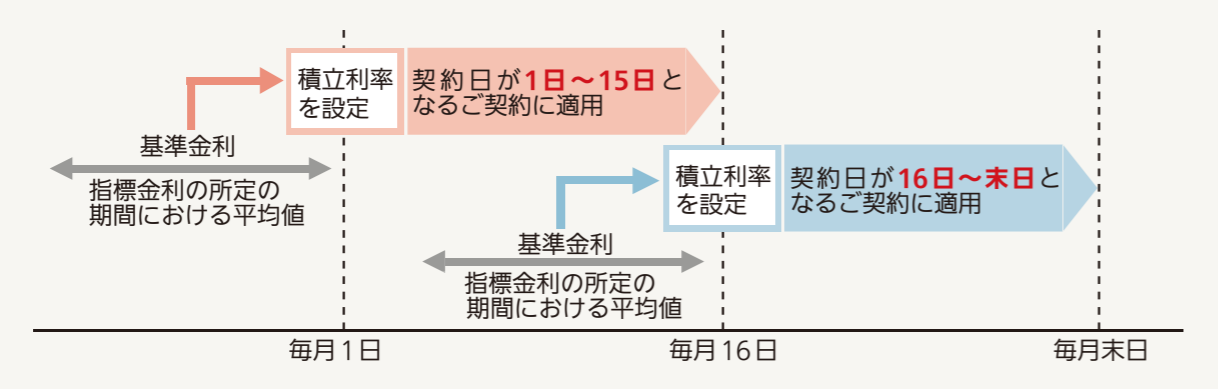 積立利率
を設定
契約日が1日～15日と
なるご契約に適用
基準金利
指標金利の所定の
期間における平均値
積立利率
を設定
契約日が16日～末日と
なるご契約に適用
基準金利
指標金利の所定の
期間における平均値
毎月1日
毎月16日
毎月末日